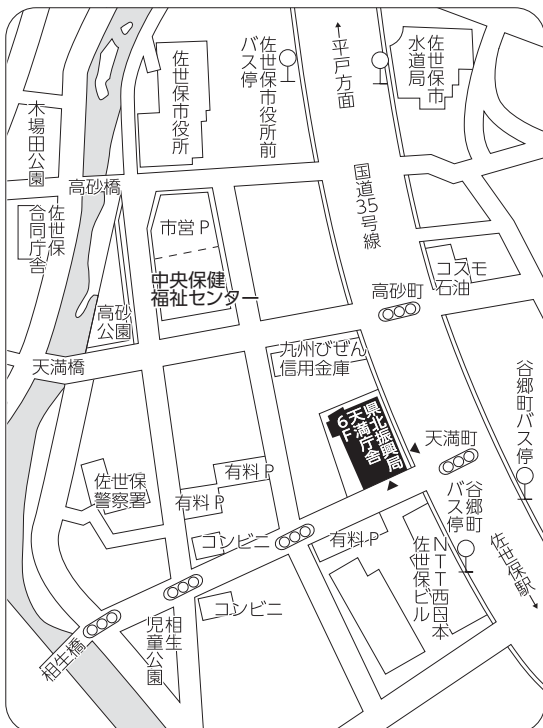 佐世保市役所
佐世保市役所前
バス停
↑平戸方面
佐世保市
水道局
木場田公園
高砂橋
国道35号線
佐世保
合同庁舎
市営P
コスモ
石油
中央保健
福祉センター
高砂町
高砂
公園
九州ひぜん
信用金庫
天満橋
谷郷町バス停
県北振興局
天満庁舎
6F
天満町
佐世保
警察署
有料P
有料P
谷郷町
バス停
コンビニ
有料P
NTT西日本
佐世保ビル
佐世保駅→
コンビニ
相生
児童公園
相生橋